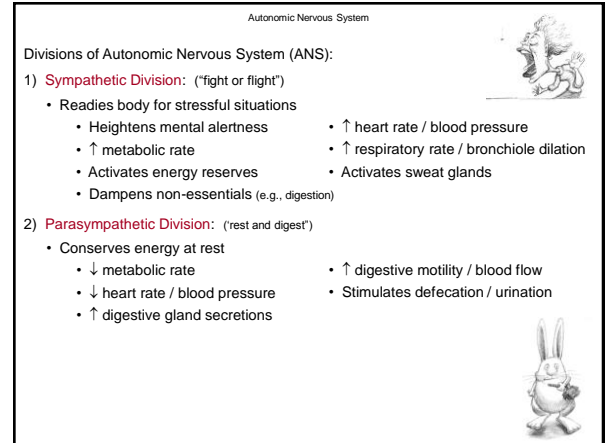 Autonomic Nervous System
Divisions of Autonomic Nervous System (ANS):
1) Sympathetic Division: (“fight or flight”)
• Readies body for stressful situations
• Heightens mental alertness
• ↑ metabolic rate
• Activates energy reserves
• Dampens non-essentials (e.g., digestion)
• ↑ heart rate / blood pressure
• ↑ respiratory rate / bronchiole dilation
• Activates sweat glands
2) Parasympathetic Division: (‘rest and digest”)
• Conserves energy at rest
• ↓ metabolic rate
• ↓ heart rate / blood pressure
• ↑ digestive gland secretions
• ↑ digestive motility / blood flow
• Stimulates defecation / urination